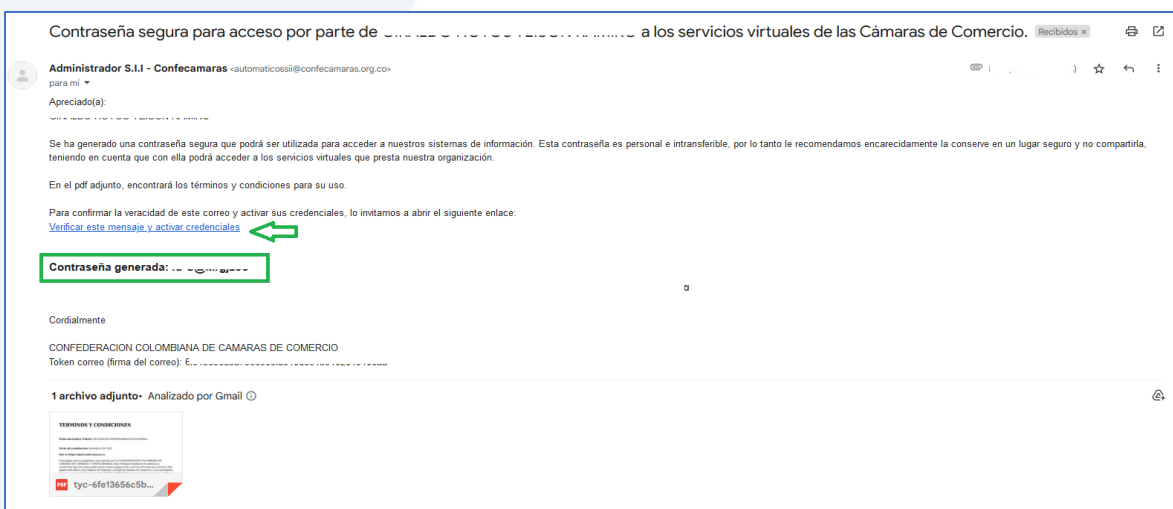 Contraseña segura para acceso por parte de a los servicios virtuales de las Cámaras de Comercio. Recibidos ×
Administrador S.I.I - Confecamaras <automaticossii@confecamaras.org.co>
para mí
Apreciado(a):
Se ha generado una contraseña segura que podrá ser utilizada para acceder a nuestros sistemas de información. Esta contraseña es personal e intransferible, por lo tanto le recomendamos encarecidamente la conserve en un lugar seguro y no compartirla,
teniendo en cuenta que con ella podrá acceder a los servicios virtuales que presta nuestra organización.
En el pdf adjunto, encontrará los términos y condiciones para su uso.
Para confirmar la veracidad de este correo y activar sus credenciales, lo invitamos a abrir el siguiente enlace:
Verificar este mensaje y activar credenciales
Contraseña generada:
Cordialmente
CONFEDERACION COLOMBIANA DE CAMARAS DE COMERCIO
Token correo (firma del correo):
1 archivo adjunto • Analizado por Gmail
TERMINOS Y CONDICIONES
PDF tyc-6fe13656c5b...